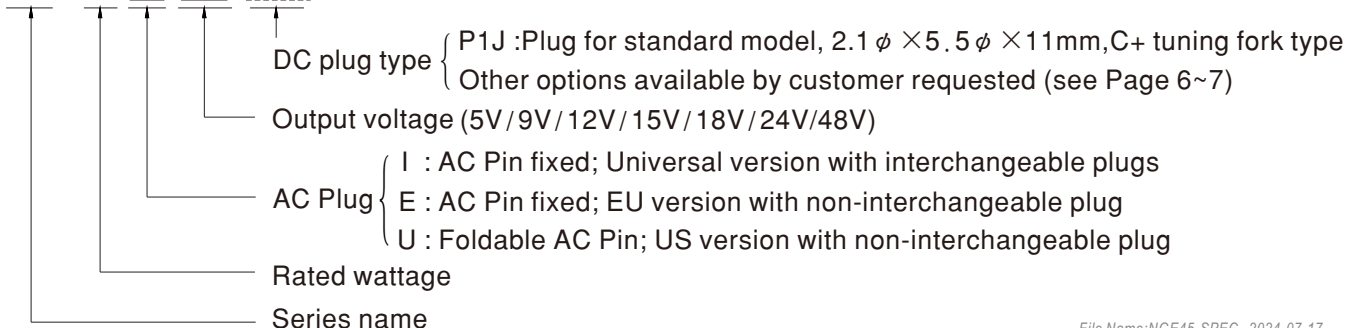 P1J :Plug for standard model, 2.1 ϕ ×5.5 ϕ ×11mm,C+ tuning fork type
DC plug type
Other options available by customer requested (see Page 6~7)
Output voltage (5V/9V/12V/15V/18V/24V/48V)
I : AC Pin fixed; Universal version with interchangeable plugs
AC Plug E : AC Pin fixed; EU version with non-interchangeable plug
U : Foldable AC Pin; US version with non-interchangeable plug
Rated wattage
Series name
File Name:NGE45-SPEC 2024-07-17